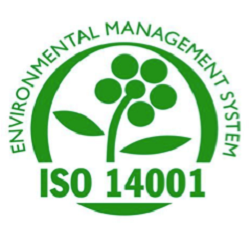 ENVIRONMENTAL MANAGEMENT SYSTEM
ISO 14001